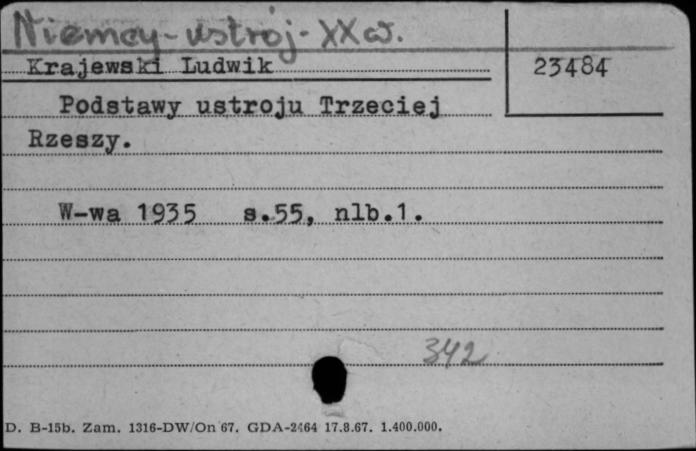 Niemcy-ustrój-XX w.
Krajewski Ludwik
23484
Podstawy ustroju Trzeciej
Rzeszy.
W-wa 1935 s.55, nlb.1.
342
D. B-15b. Zam. 1316-DW/On 67. GDA-2464 17.8.67. 1.400.000.